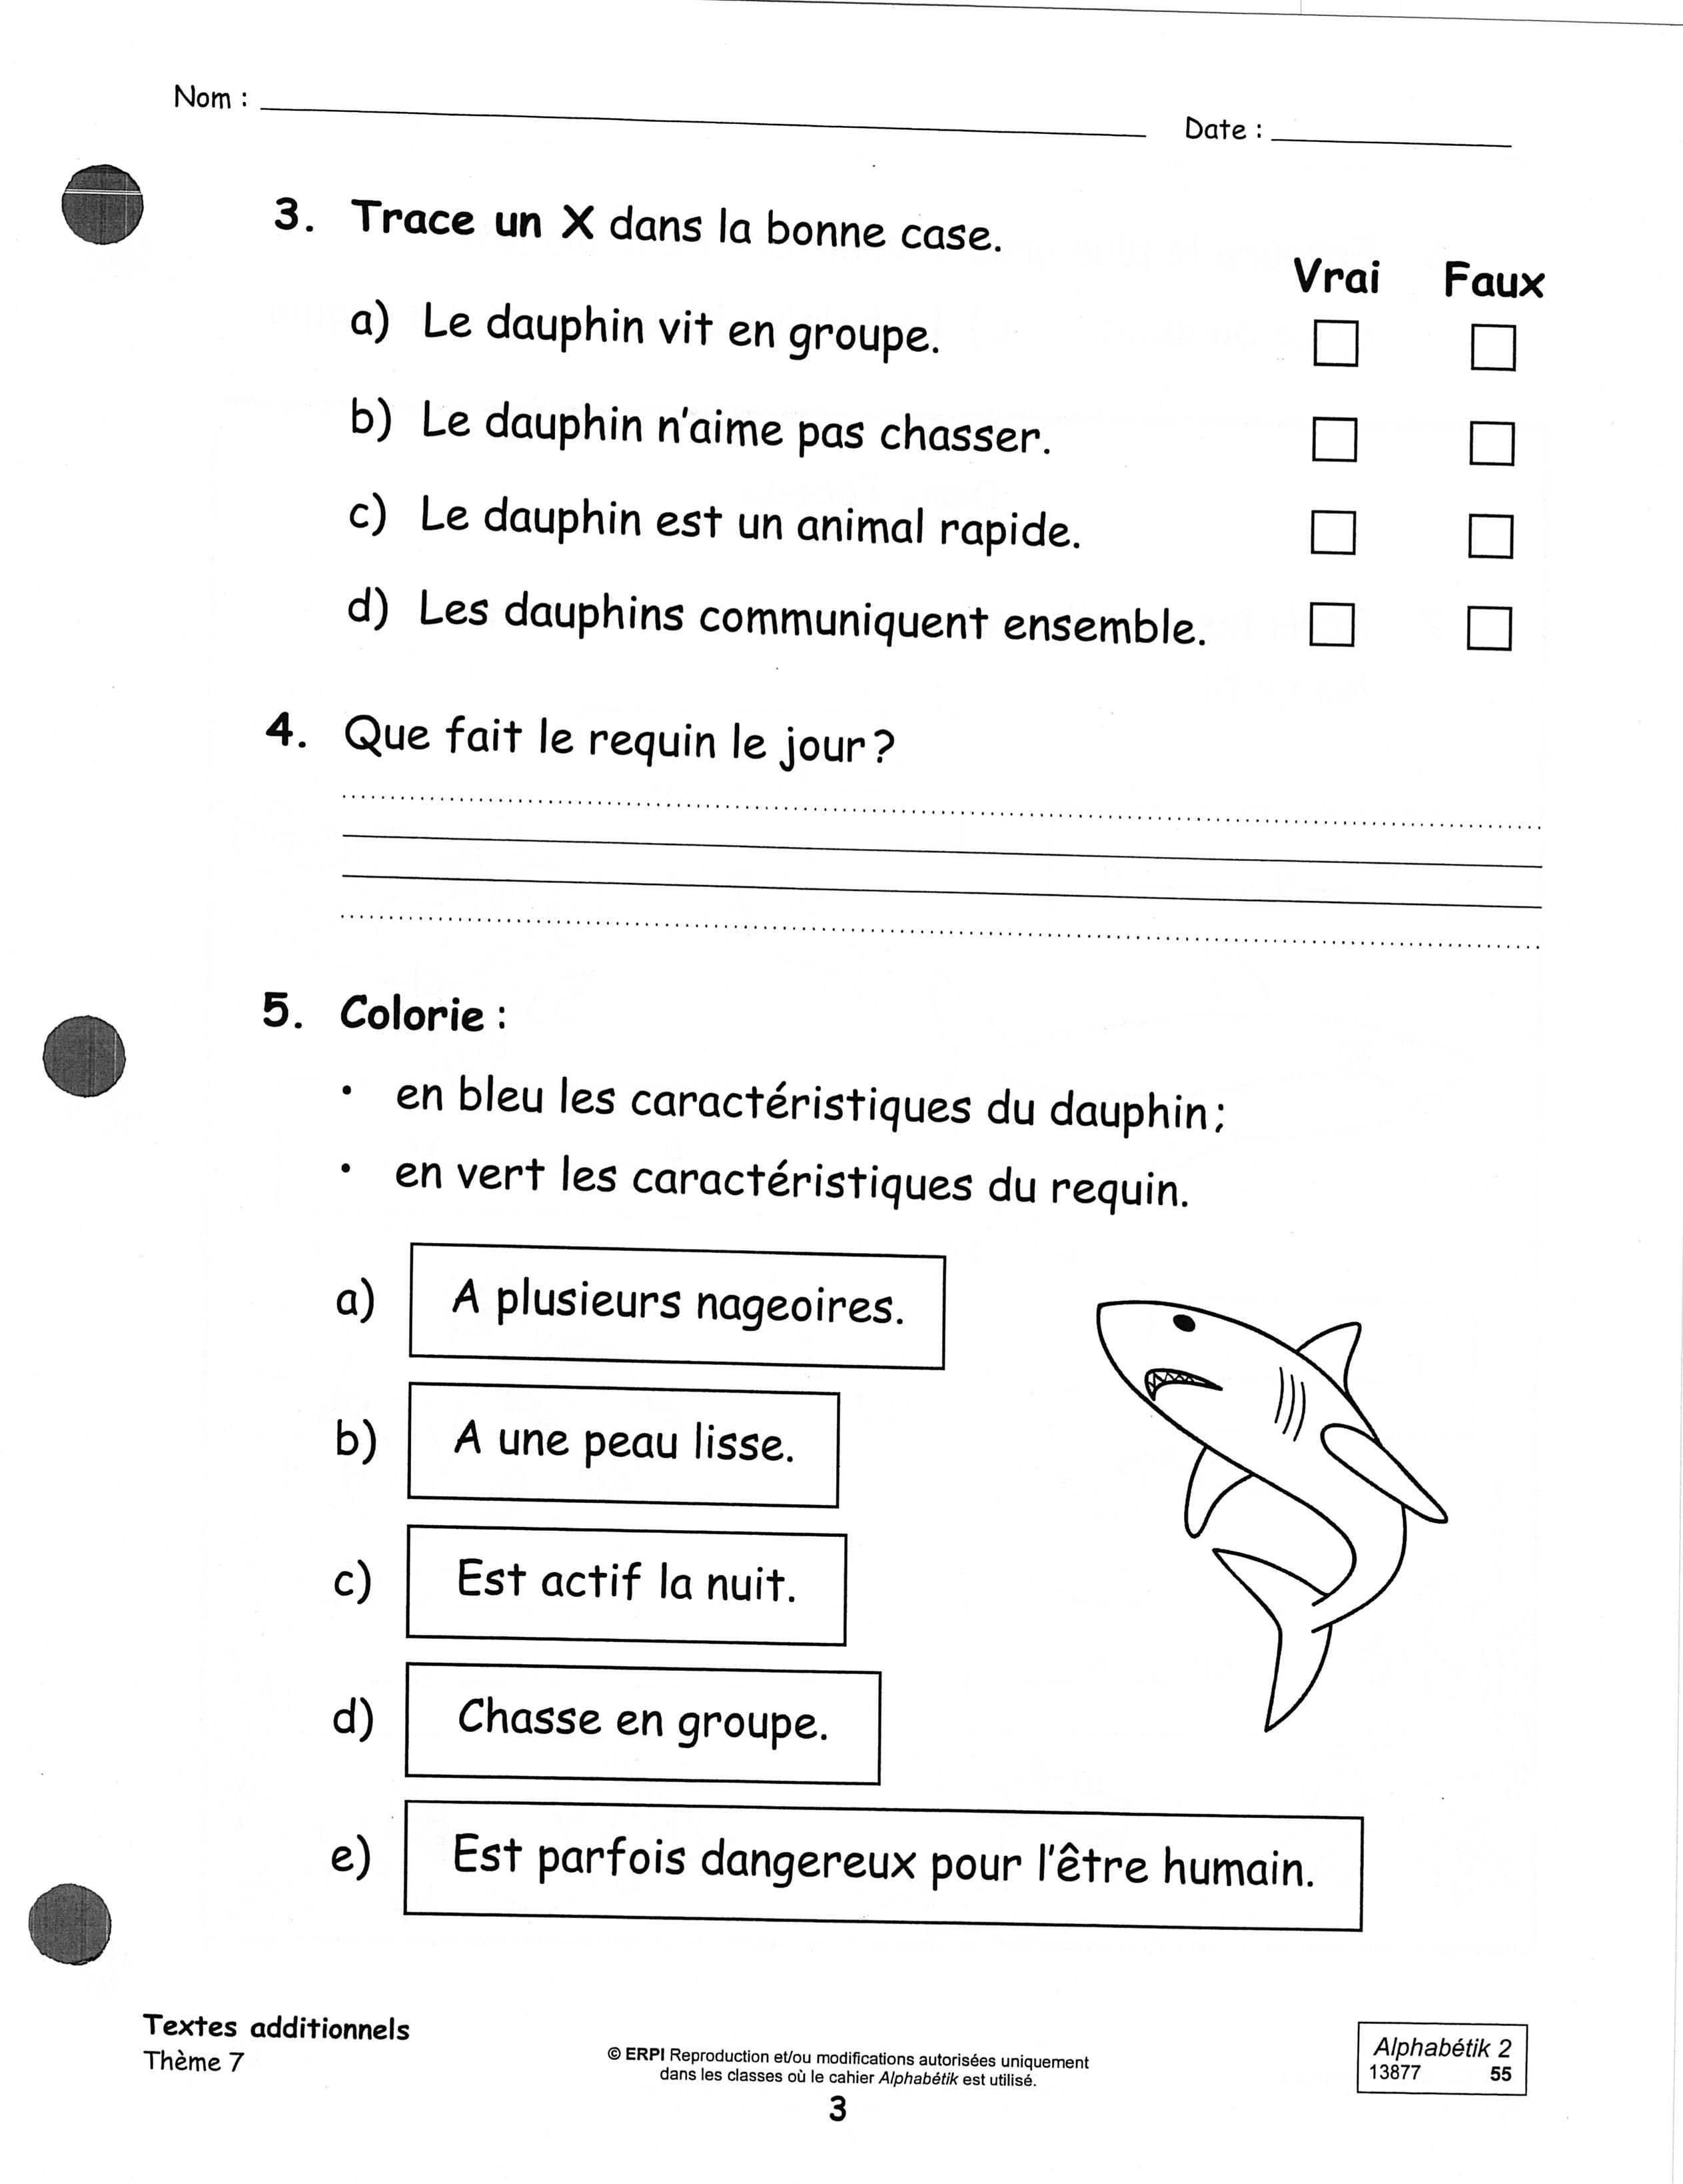 Nom :
Date :
3. Trace un X dans la bonne case.
Vrai Faux
a) Le dauphin vit en groupe.
b) Le dauphin n'aime pas chasser.
c) Le dauphin est un animal rapide.
d) Les dauphins communiquent ensemble.
4. Que fait le requin le jour?
5. Colorie :
• en bleu les caractéristiques du dauphin;
• en vert les caractéristiques du requin.
a) A plusieurs nageoires.
b) A une peau lisse.
c) Est actif la nuit.
d) Chasse en groupe.
e) Est parfois dangereux pour l'être humain.
Textes additionnels
Thème 7
© ERPI Reproduction et/ou modifications autorisées uniquement
dans les classes où le cahier Alphabétik est utilisé.
3
Alphabétik 2
13877 55